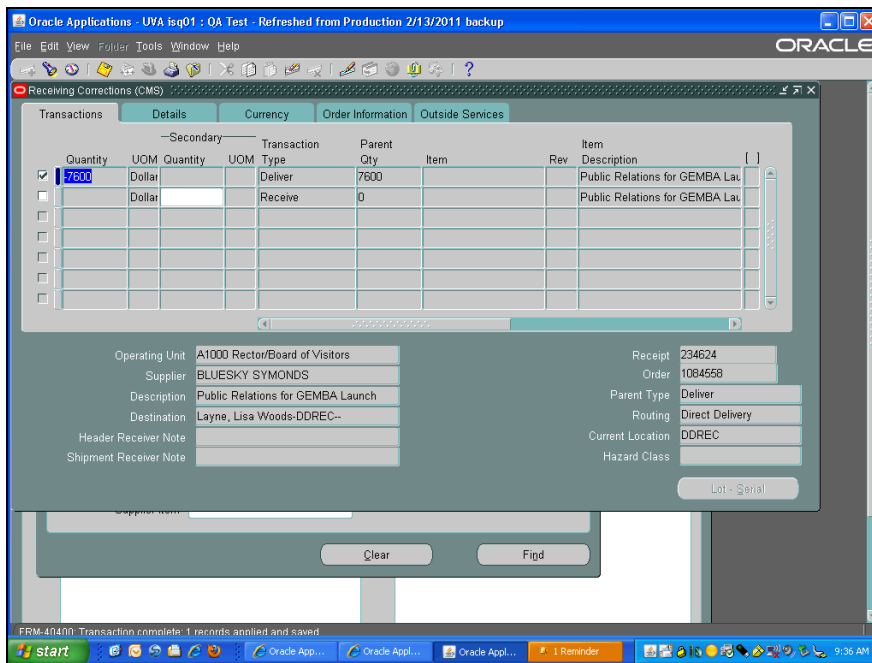 Oracle Applications - UVA isq01 : QA Test - Refreshed from Production 2/13/2011 backup
File Edit View Folder Tools Window Help
ORACLE
Receiving Corrections (CMS)
Transactions Details Currency Order Information Outside Services
Secondary
Transaction Parent Item
Quantity UOM Quantity UOM Type Qty Item Rev Description [ ]
-7600 Dollar Deliver 7600 Public Relations for GEMBA Lau
Dollar Receive 0 Public Relations for GEMBA Lau
Operating Unit A1000 Rector/Board of Visitors Receipt 234624
Supplier BLUESKY SYMONDS Order 1084558
Description Public Relations for GEMBA Launch Parent Type Deliver
Destination Layne, Lisa Woods-DDREC-- Routing Direct Delivery
Header Receiver Note Current Location DDREC
Shipment Receiver Note Hazard Class
Lot - Serial
Supplier Item
Clear Find
FRM-40400: Transaction complete: 1 records applied and saved
start Oracle App... Oracle Appl... Oracle Appl... 1 Reminder 9:36 AM